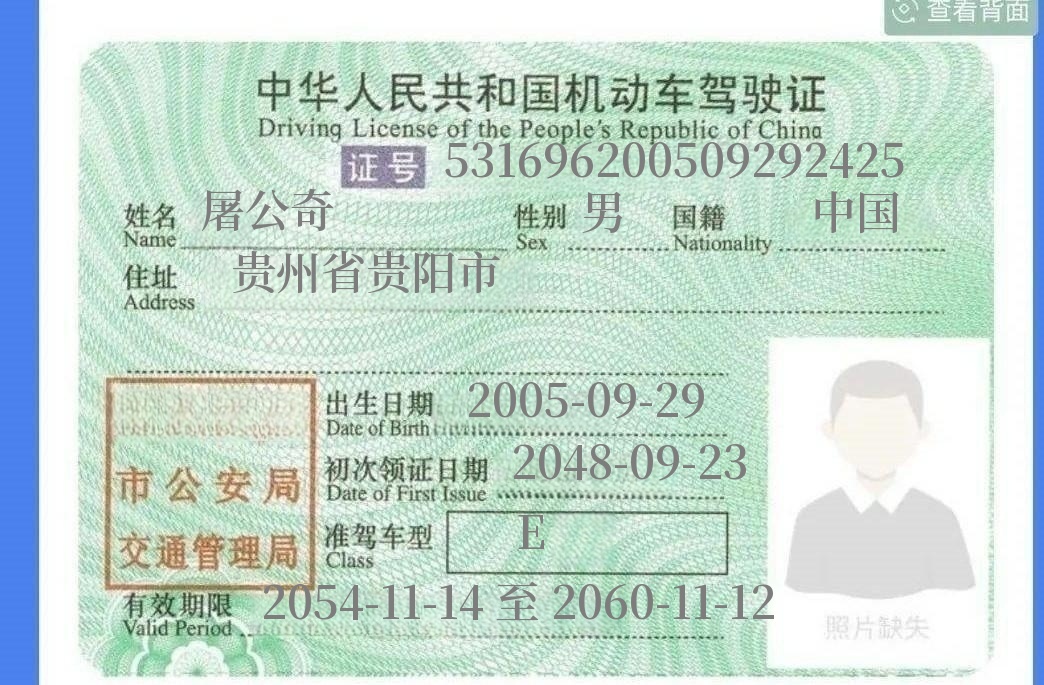 查看背面
中华人民共和国机动车驾驶证
Driving License of the People's Republic of China
证号 531696200509292425
姓名 屠公奇 性别 男 国籍 中国
Name Sex Nationality
住址 贵州省贵阳市
Address
出生日期 2005-09-29
Date of Birth
初次领证日期 2048-09-23
Date of First Issue
市公安局
交通管理局
准驾车型 E
Class
有效期限 2054-11-14 至 2060-11-12
Valid Period
照片缺失